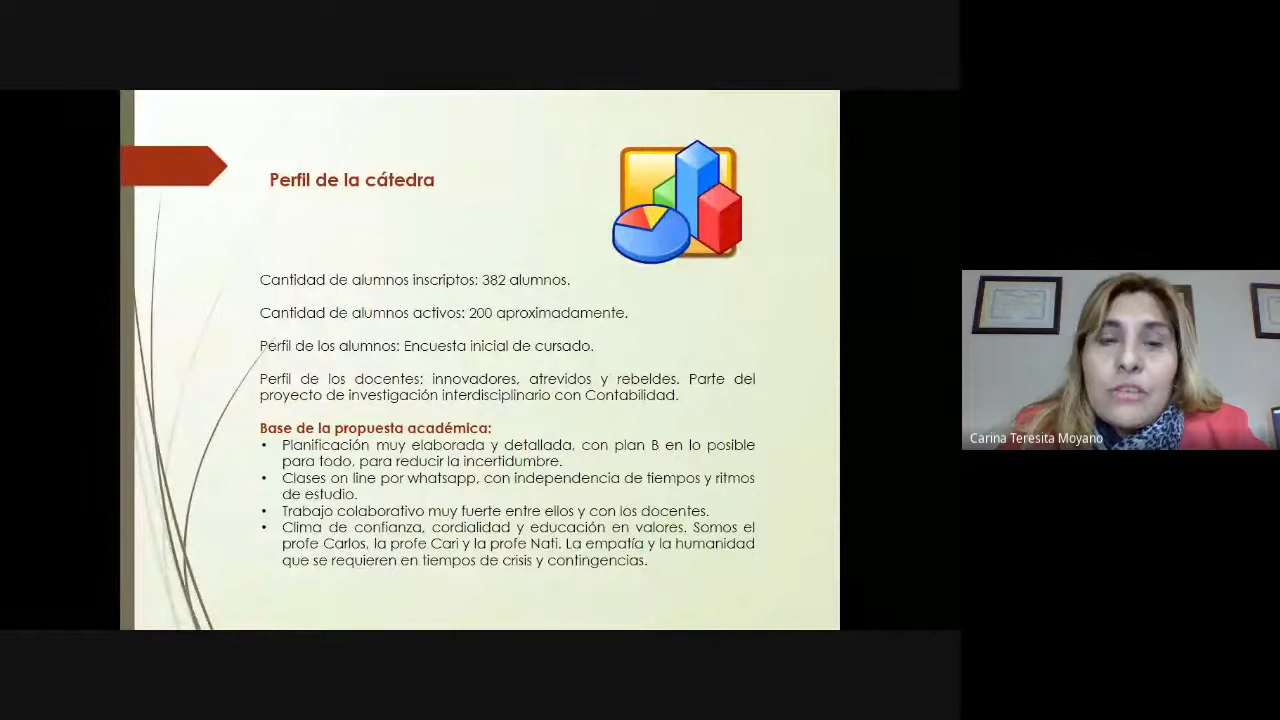 Perfil de la cátedra
Cantidad de alumnos inscriptos: 382 alumnos.
Cantidad de alumnos activos: 200 aproximadamente.
Perfil de los alumnos: Encuesta inicial de cursado.
Perfil de los docentes: innovadores, atrevidos y rebeldes. Parte del
proyecto de investigación interdisciplinario con Contabilidad.
Base de la propuesta académica:
• Planificación muy elaborada y detallada, con plan B en lo posible
para todo, para reducir la incertidumbre.
• Clases on line por whatsapp, con independencia de tiempos y ritmos
de estudio.
• Trabajo colaborativo muy fuerte entre ellos y con los docentes.
• Clima de confianza, cordialidad y educación en valores. Somos el
profe Carlos, la profe Cari y la profe Nati. La empatía y la humanidad
que se requieren en tiempos de crisis y contingencias.
Carina Teresita Moyano